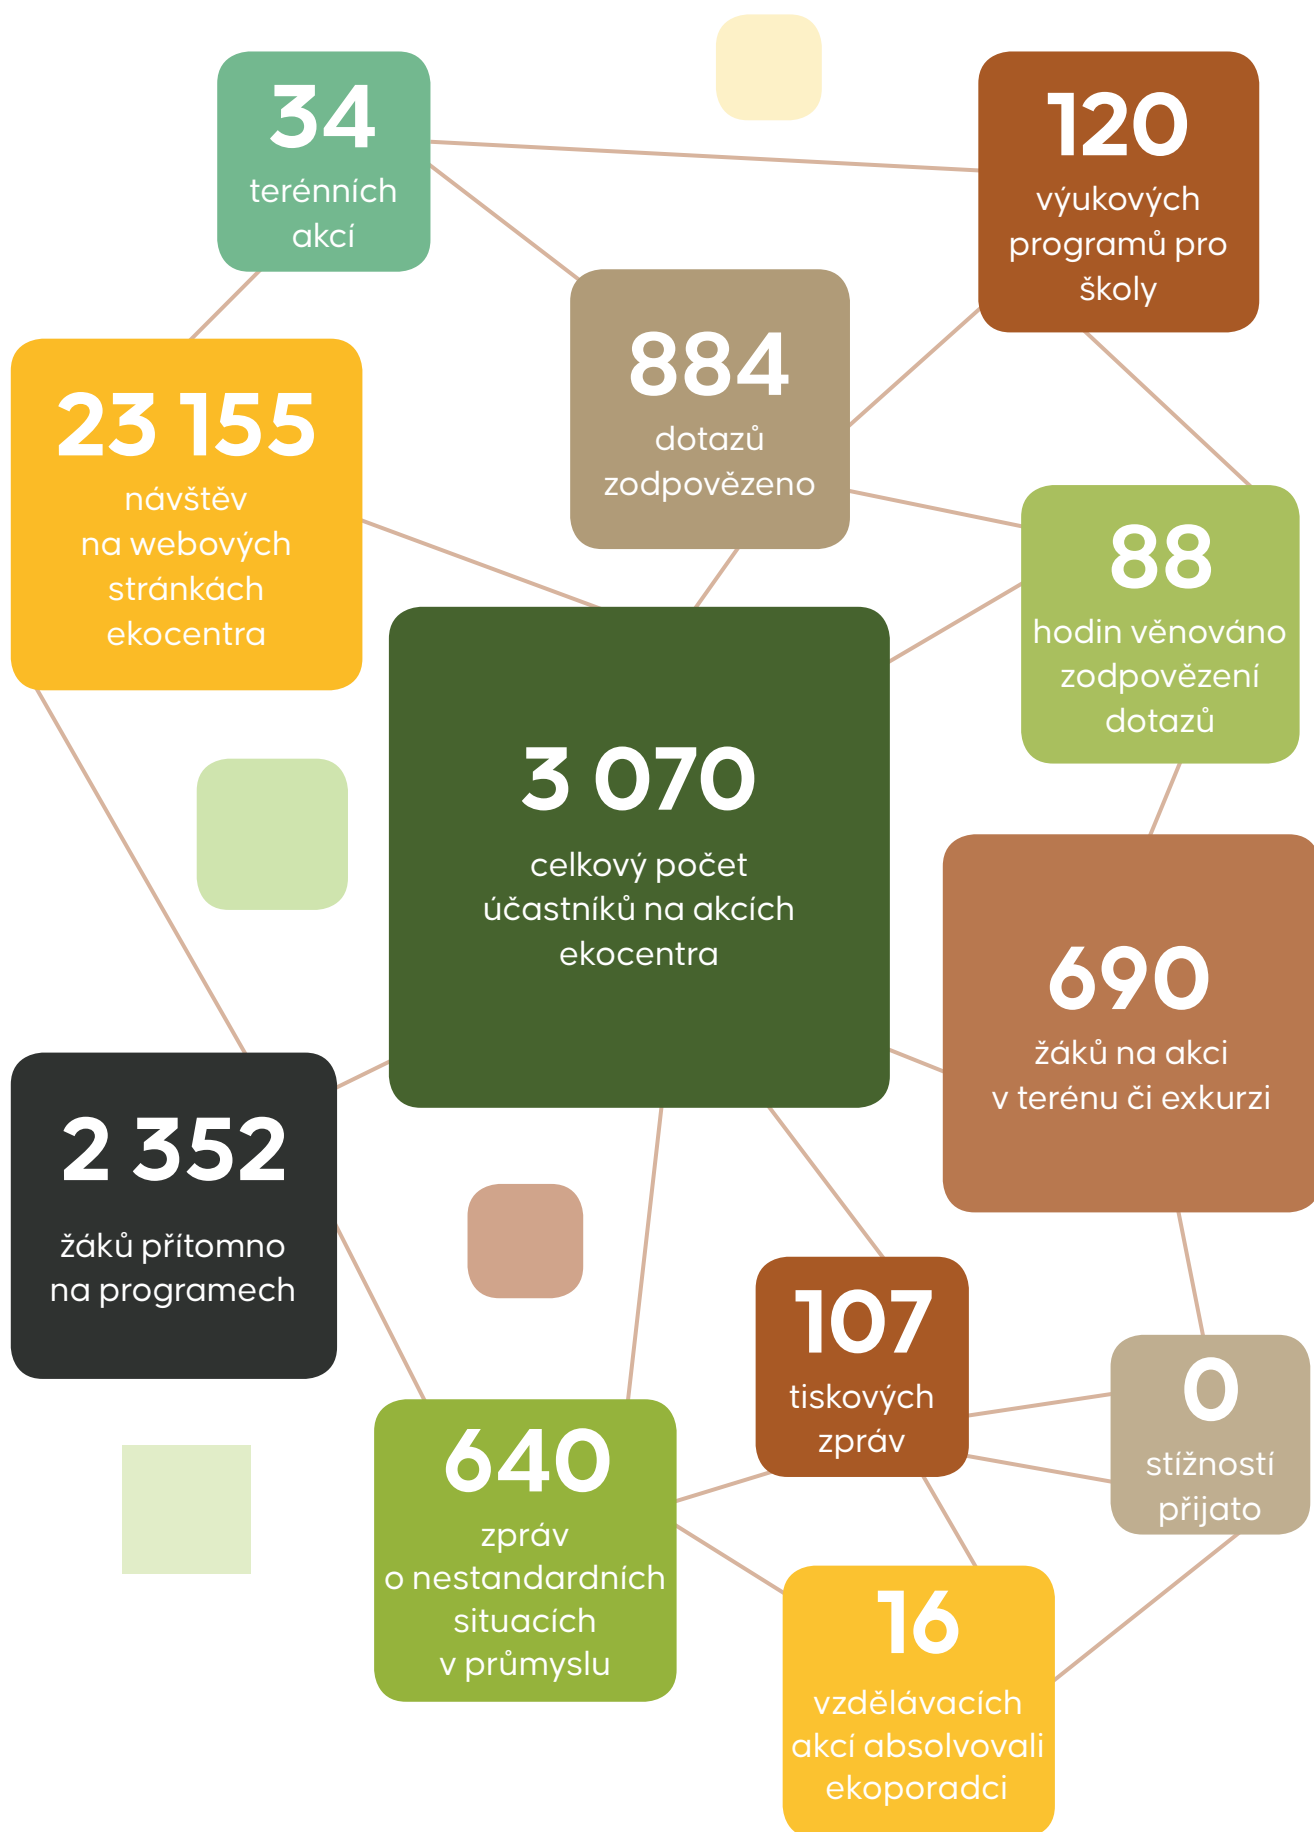 34
terénních
akcí
120
výukových
programů pro
školy
884
dotazů
zodpovězeno
23 155
návštěv
na webových
stránkách
ekocentra
88
hodin věnováno
zodpovězení
dotazů
3 070
celkový počet
účastníků na akcích
ekocentra
690
žáků na akci
v terénu či exkurzi
2 352
žáků přítomno
na programech
107
tiskových
zpráv
0
stížností
přijato
640
zpráv
o nestandardních
situacích
v průmyslu
16
vzdělávacích
akcí absolvovali
ekoporadci